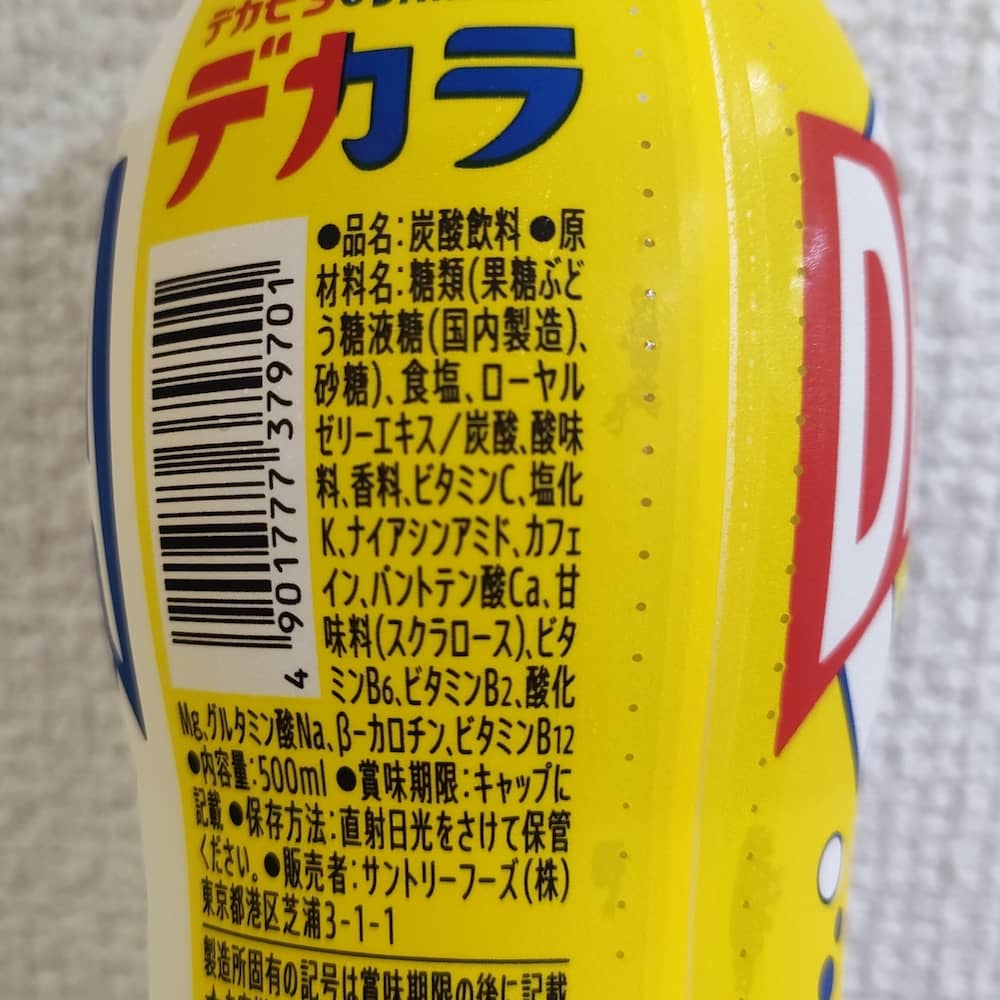 デカラ
●品名:炭酸飲料 ●原
材料名:糖類(果糖ぶど
う糖液糖(国内製造)、
砂糖)、食塩、ローヤル
ゼリーエキス/炭酸、酸味
料、香料、ビタミンC、塩化
K、ナイアシンアミド、カフェ
イン、パントテン酸Ca、甘
味料(スクラロース)、ビタ
ミンB6、ビタミンB2、酸化
Mg、グルタミン酸Na、β-カロチン、ビタミンB12
●内容量:500ml ●賞味期限:キャップに
記載 ●保存方法:直射日光をさけて保管
ください。●販売者:サントリーフーズ(株)
東京都港区芝浦3-1-1
製造所固有の記号は賞味期限の後に記載
4 901777 379701
D